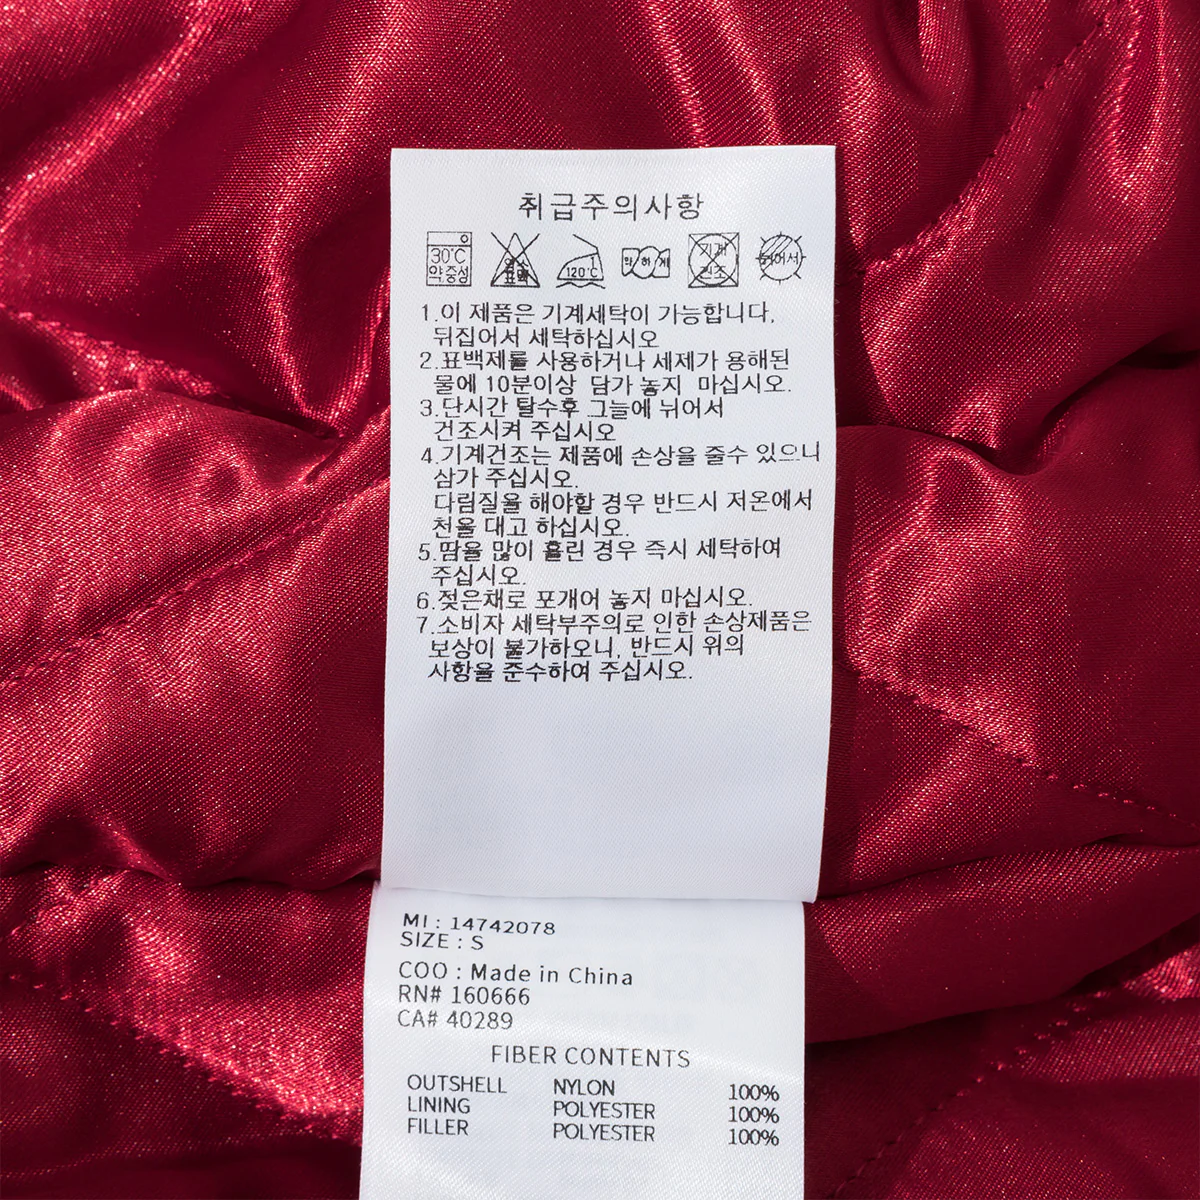 취급주의사항
30℃
약중성
염소
표백
120℃
약하게
기계
건조
뉘어서
1.이 제품은 기계세탁이 가능합니다,
뒤집어서 세탁하십시오
2.표백제를 사용하거나 세제가 용해된
물에 10분이상 담가 놓지 마십시오.
3.단시간 탈수후 그늘에 뉘어서
건조시켜 주십시오
4.기계건조는 제품에 손상을 줄수 있으니
삼가 주십시오.
다림질을 해야할 경우 반드시 저온에서
천을 대고 하십시오.
5.땀을 많이 흘린 경우 즉시 세탁하여
주십시오.
6.젖은채로 포개어 놓지 마십시오.
7.소비자 세탁부주의로 인한 손상제품은
보상이 불가하오니, 반드시 위의
사항을 준수하여 주십시오.
MI : 14742078
SIZE : S
COO : Made in China
RN# 160666
CA# 40289
FIBER CONTENTS
OUTSHELL NYLON 100%
LINING POLYESTER 100%
FILLER POLYESTER 100%